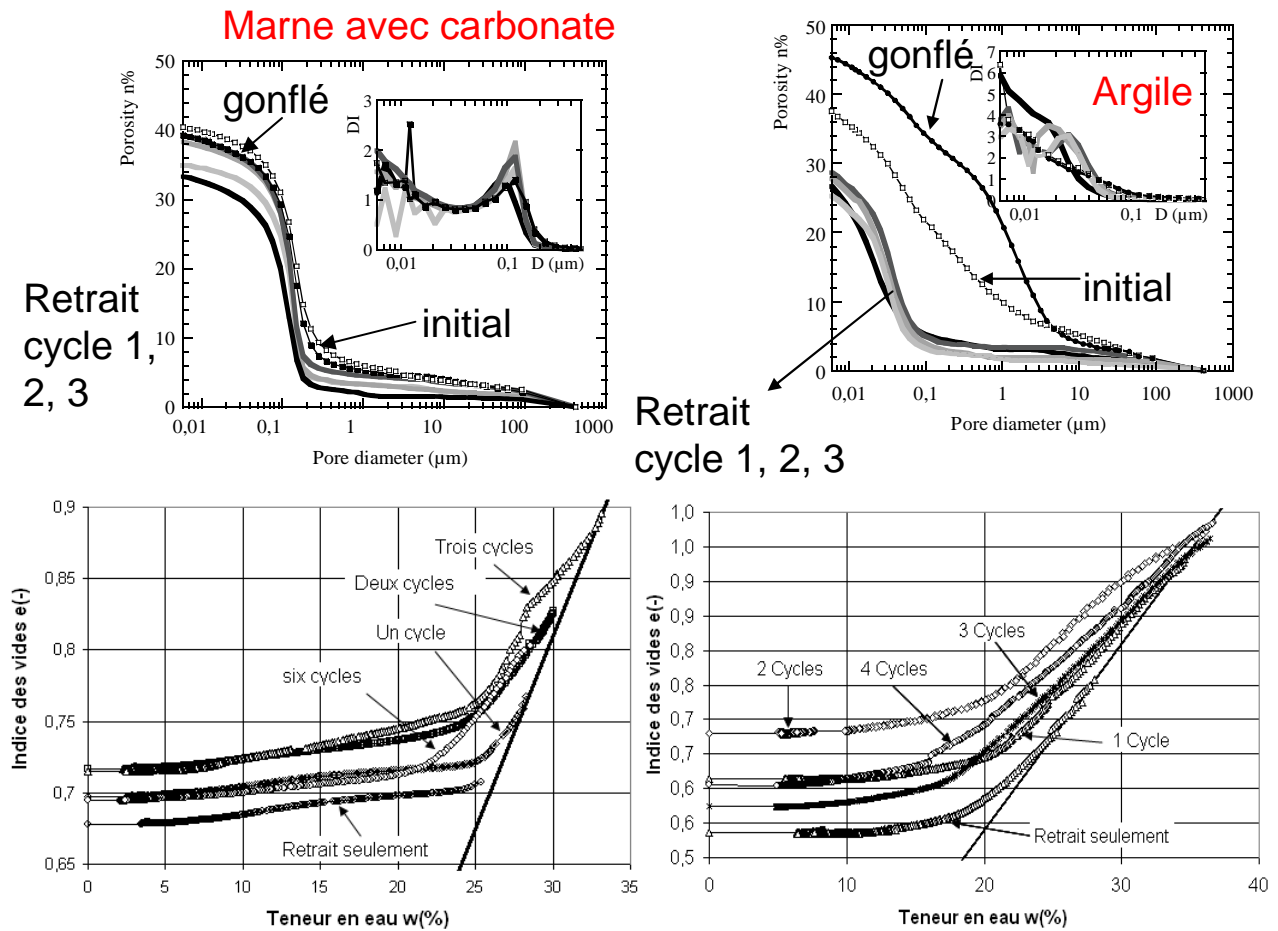 Marne avec carbonate
Porosity n%
50
40
30
20
10
0
gonflé
DI
3
2
1
0
0,01
0,1
D (µm)
initial
Retrait
cycle 1,
2, 3
0,01
0,1
1
10
100
1000
Pore diameter (µm)
Porosity n%
50
40
30
20
10
0
gonflé
DI
7
6
5
4
3
2
1
0
0,01
0,1
D (µm)
Argile
initial
Retrait
cycle 1, 2, 3
0,01
0,1
1
10
100
1000
Pore diameter (µm)
Indice des vides e(-)
0,9
0,85
0,8
0,75
0,7
0,65
Trois cycles
Deux cycles
Un cycle
six cycles
Retrait seulement
0
5
10
15
20
25
30
35
Teneur en eau w(%)
Indice des vides e(-)
1,0
1,0
0,9
0,9
0,8
0,8
0,7
0,7
0,6
0,6
0,5
3 Cycles
2 Cycles
4 Cycles
1 Cycle
Retrait seulement
0
10
20
30
40
Teneur en eau w(%)